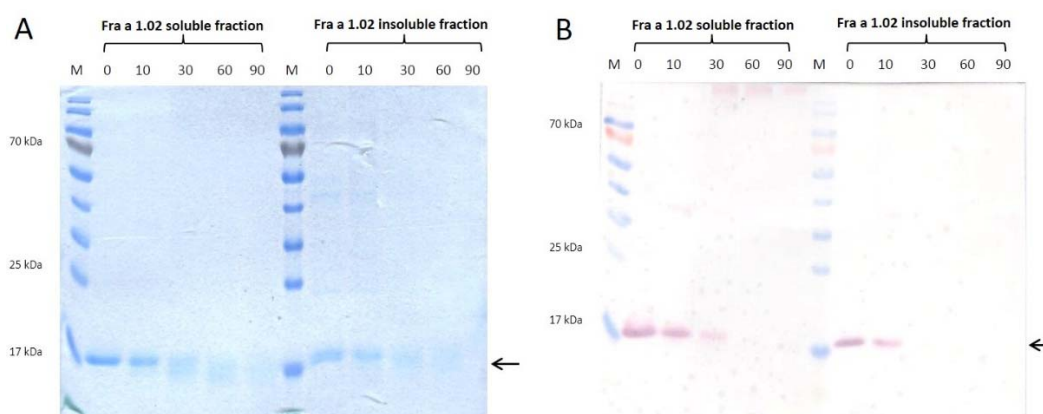 A
Fra a 1.02 soluble fraction
Fra a 1.02 insoluble fraction
M 0 10 30 60 90 M 0 10 30 60 90
70 kDa
25 kDa
17 kDa
B
Fra a 1.02 soluble fraction
Fra a 1.02 insoluble fraction
M 0 10 30 60 90 M 0 10 30 60 90
70 kDa
25 kDa
17 kDa